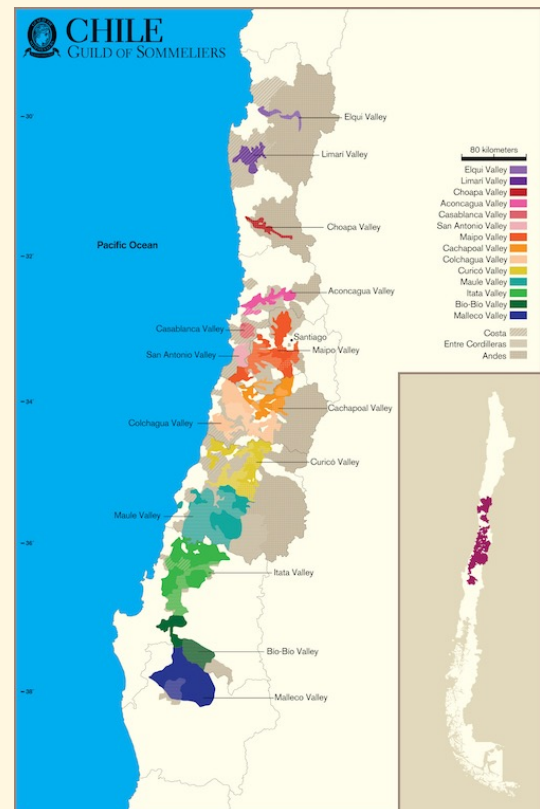 CHILE
GUILD OF SOMMELIERS
–30°
Elqui Valley
Limarí Valley
80 kilometers
Elqui Valley
Limarí Valley
Choapa Valley
Aconcagua Valley
Casablanca Valley
San Antonio Valley
Maipo Valley
Cachapoal Valley
Colchagua Valley
Curicó Valley
Maule Valley
Itata Valley
Bio-Bío Valley
Malleco Valley
Costa
Entre Cordilleras
Andes
Choapa Valley
Pacific Ocean
–32°
Aconcagua Valley
Casablanca Valley
Santiago
San Antonio Valley
Maipo Valley
–34°
Cachapoal Valley
Colchagua Valley
Curicó Valley
Maule Valley
–36°
Itata Valley
Bio-Bío Valley
–38°
Malleco Valley